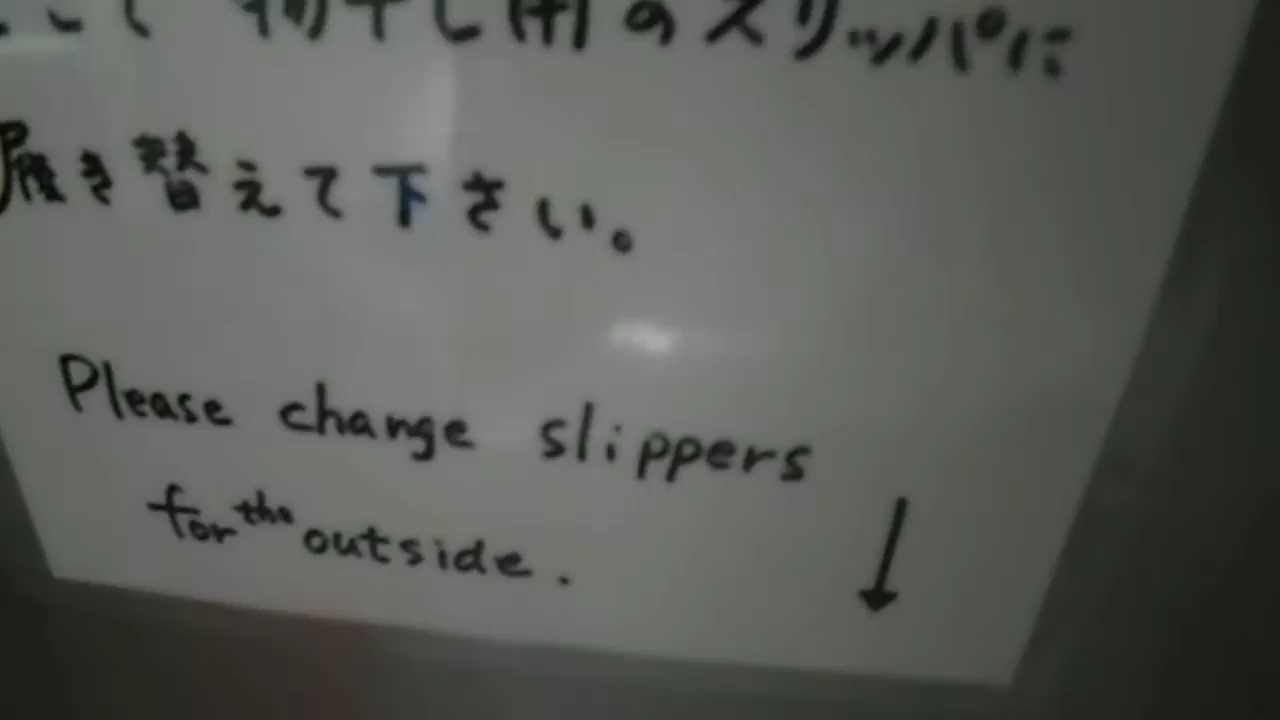 物干し用のスリッパに
履き替えて下さい。
Please change slippers
for the outside.